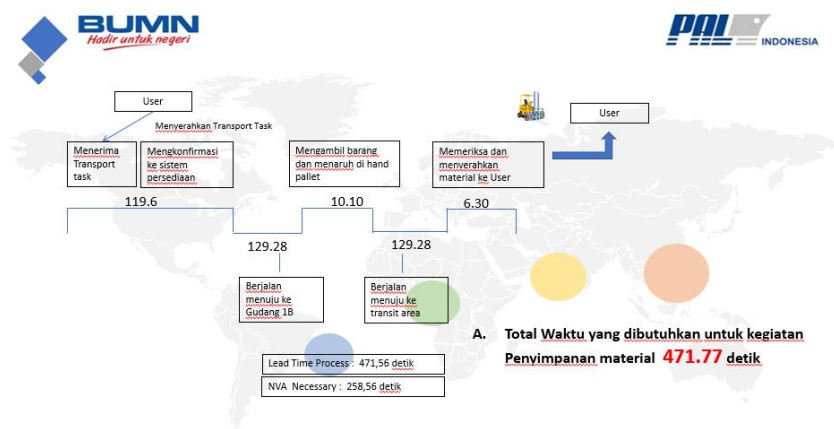 BUMN
Hadir untuk negeri
PAL INDONESIA
User
User
Menyerahkan Transport Task
Menerima
Transport
task
Mengkonfirmasi
ke sistem
persediaan
Mengambil barang
dan menaruh di hand
pallet
Memeriksa dan
menyerahkan
material ke User
119.6
10.10
6.30
129.28
129.28
Berjalan
menuju ke
Gudang 1B
Berjalan
menuju ke
transit area
A. Total Waktu yang dibutuhkan untuk kegiatan
Penyimpanan material 471.77 detik
Lead Time Process : 471,56 detik
NVA Necessary : 258,56 detik